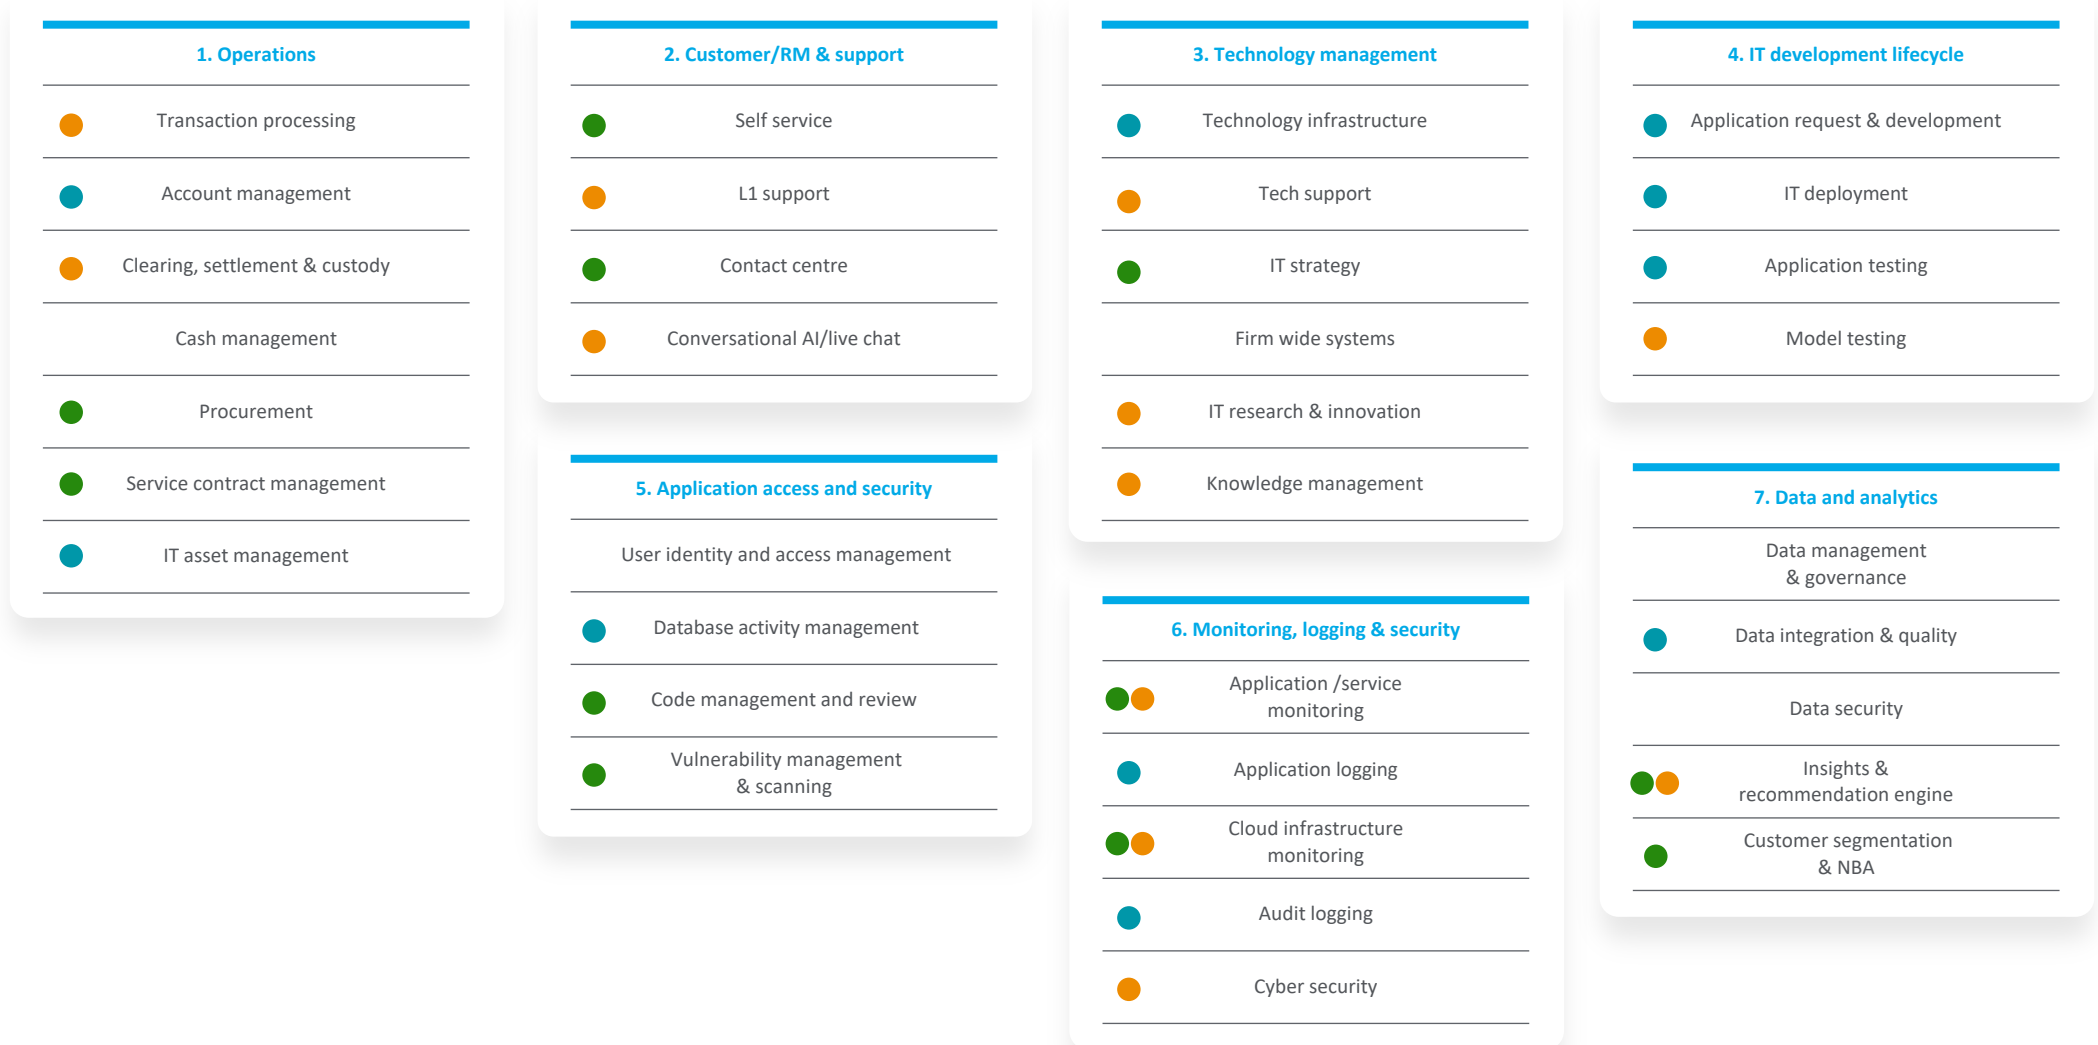 1. Operations
Transaction processing
Account management
Clearing, settlement & custody
Cash management
Procurement
Service contract management
IT asset management
2. Customer/RM & support
Self service
L1 support
Contact centre
Conversational AI/live chat
3. Technology management
Technology infrastructure
Tech support
IT strategy
Firm wide systems
IT research & innovation
Knowledge management
4. IT development lifecycle
Application request & development
IT deployment
Application testing
Model testing
5. Application access and security
User identity and access management
Database activity management
Code management and review
Vulnerability management
& scanning
6. Monitoring, logging & security
Application /service
monitoring
Application logging
Cloud infrastructure
monitoring
Audit logging
Cyber security
7. Data and analytics
Data management
& governance
Data integration & quality
Data security
Insights &
recommendation engine
Customer segmentation
& NBA